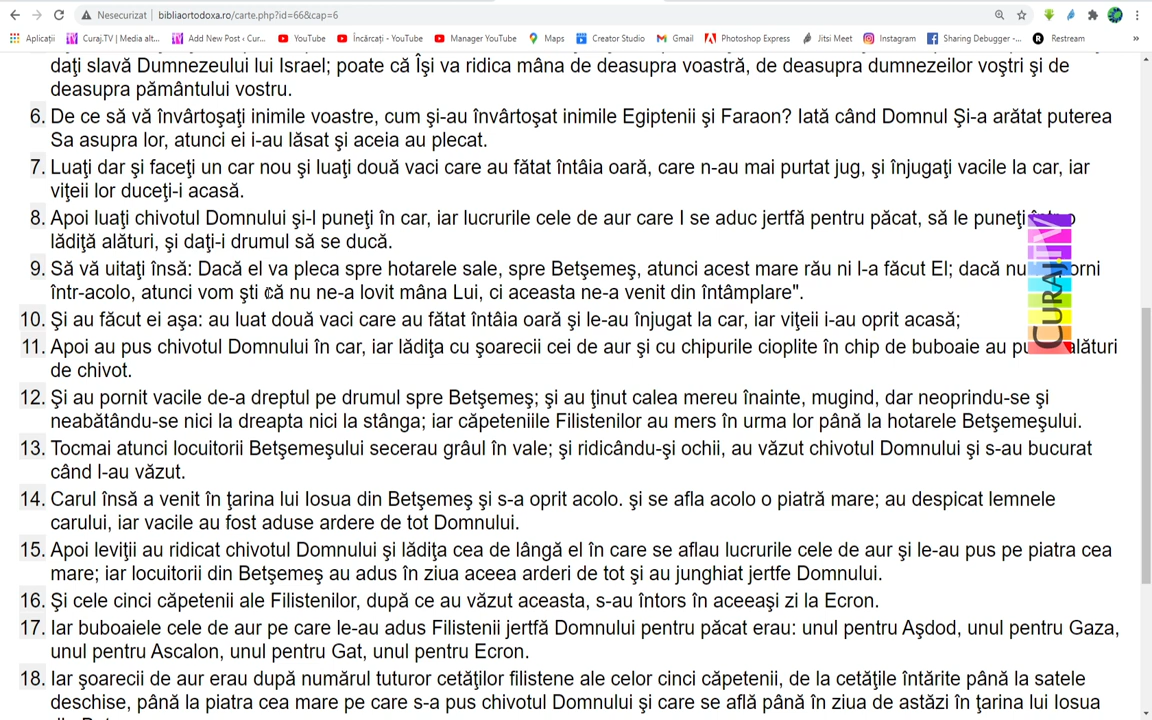 Nesecurizat | bibliaortodoxa.ro/carte.php?id=66&cap=6
Aplicații Curaj.TV | Media alt... Add New Post ‹ Cur... YouTube Încărcați - YouTube Manager YouTube Maps Creator Studio Gmail Photoshop Express Jitsi Meet Instagram Sharing Debugger -... Restream »
daţi slavă Dumnezeului lui Israel; poate că Îşi va ridica mâna de deasupra voastră, de deasupra dumnezeilor voştri şi de
deasupra pământului vostru.
6. De ce să vă învârtoşaţi inimile voastre, cum şi-au învârtoşat inimile Egiptenii şi Faraon? Iată când Domnul Şi-a arătat puterea
Sa asupra lor, atunci ei i-au lăsat şi aceia au plecat.
7. Luaţi dar şi faceţi un car nou şi luaţi două vaci care au fătat întâia oară, care n-au mai purtat jug, şi înjugaţi vacile la car, iar
viţeii lor duceţi-i acasă.
8. Apoi luaţi chivotul Domnului şi-l puneţi în car, iar lucrurile cele de aur care I se aduc jertfă pentru păcat, să le puneţi
lădiţă alături, şi daţi-i drumul să se ducă.
9. Să vă uitaţi însă: Dacă el va pleca spre hotarele sale, spre Betşemeş, atunci acest mare rău ni l-a făcut El; dacă nu
într-acolo, atunci vom şti că nu ne-a lovit mâna Lui, ci aceasta ne-a venit din întâmplare".
10. Şi au făcut ei aşa: au luat două vaci care au fătat întâia oară şi le-au înjugat la car, iar viţeii i-au oprit acasă;
11. Apoi au pus chivotul Domnului în car, iar lădiţa cu şoarecii cei de aur şi cu chipurile cioplite în chip de buboaie au alături
de chivot.
12. Şi au pornit vacile de-a dreptul pe drumul spre Betşemeş; şi au ţinut calea mereu înainte, mugind, dar neoprindu-se şi
neabătându-se nici la dreapta nici la stânga; iar căpeteniile Filistenilor au mers în urma lor până la hotarele Betşemeşului.
13. Tocmai atunci locuitorii Betşemeşului secerau grâul în vale; şi ridicându-şi ochii, au văzut chivotul Domnului şi s-au bucurat
când l-au văzut.
14. Carul însă a venit în ţarina lui Iosua din Betşemeş şi s-a oprit acolo. şi se afla acolo o piatră mare; au despicat lemnele
carului, iar vacile au fost aduse ardere de tot Domnului.
15. Apoi leviţii au ridicat chivotul Domnului şi lădiţa cea de lângă el în care se aflau lucrurile cele de aur şi le-au pus pe piatra cea
mare; iar locuitorii din Betşemeş au adus în ziua aceea arderi de tot şi au junghiat jertfe Domnului.
16. Şi cele cinci căpetenii ale Filistenilor, după ce au văzut aceasta, s-au întors în aceeaşi zi la Ecron.
17. Iar buboaiele cele de aur pe care le-au adus Filistenii jertfă Domnului pentru păcat erau: unul pentru Aşdod, unul pentru Gaza,
unul pentru Ascalon, unul pentru Gat, unul pentru Ecron.
18. Iar şoarecii de aur erau după numărul tuturor cetăţilor filistene ale celor cinci căpetenii, de la cetăţile întărite până la satele
deschise, până la piatra cea mare pe care s-a pus chivotul Domnului şi care se află până în ziua de astăzi în ţarina lui Iosua
CURAJ.TV